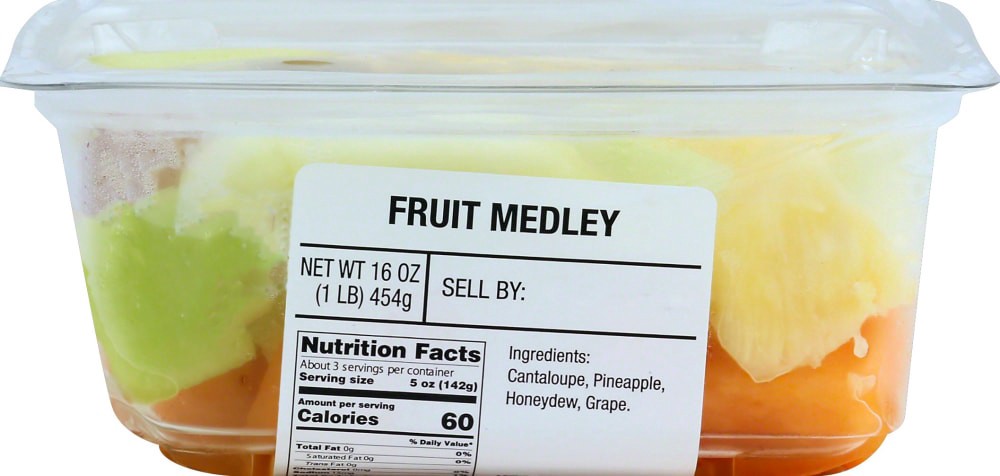 FRUIT MEDLEY
NET WT 16 OZ
(1 LB) 454g
SELL BY:
Nutrition Facts
About 3 servings per container
Serving size 5 oz (142g)
Amount per serving
Calories 60
% Daily Value*
Total Fat 0g 0%
Saturated Fat 0g 0%
Trans Fat 0g
Ingredients:
Cantaloupe, Pineapple,
Honeydew, Grape.